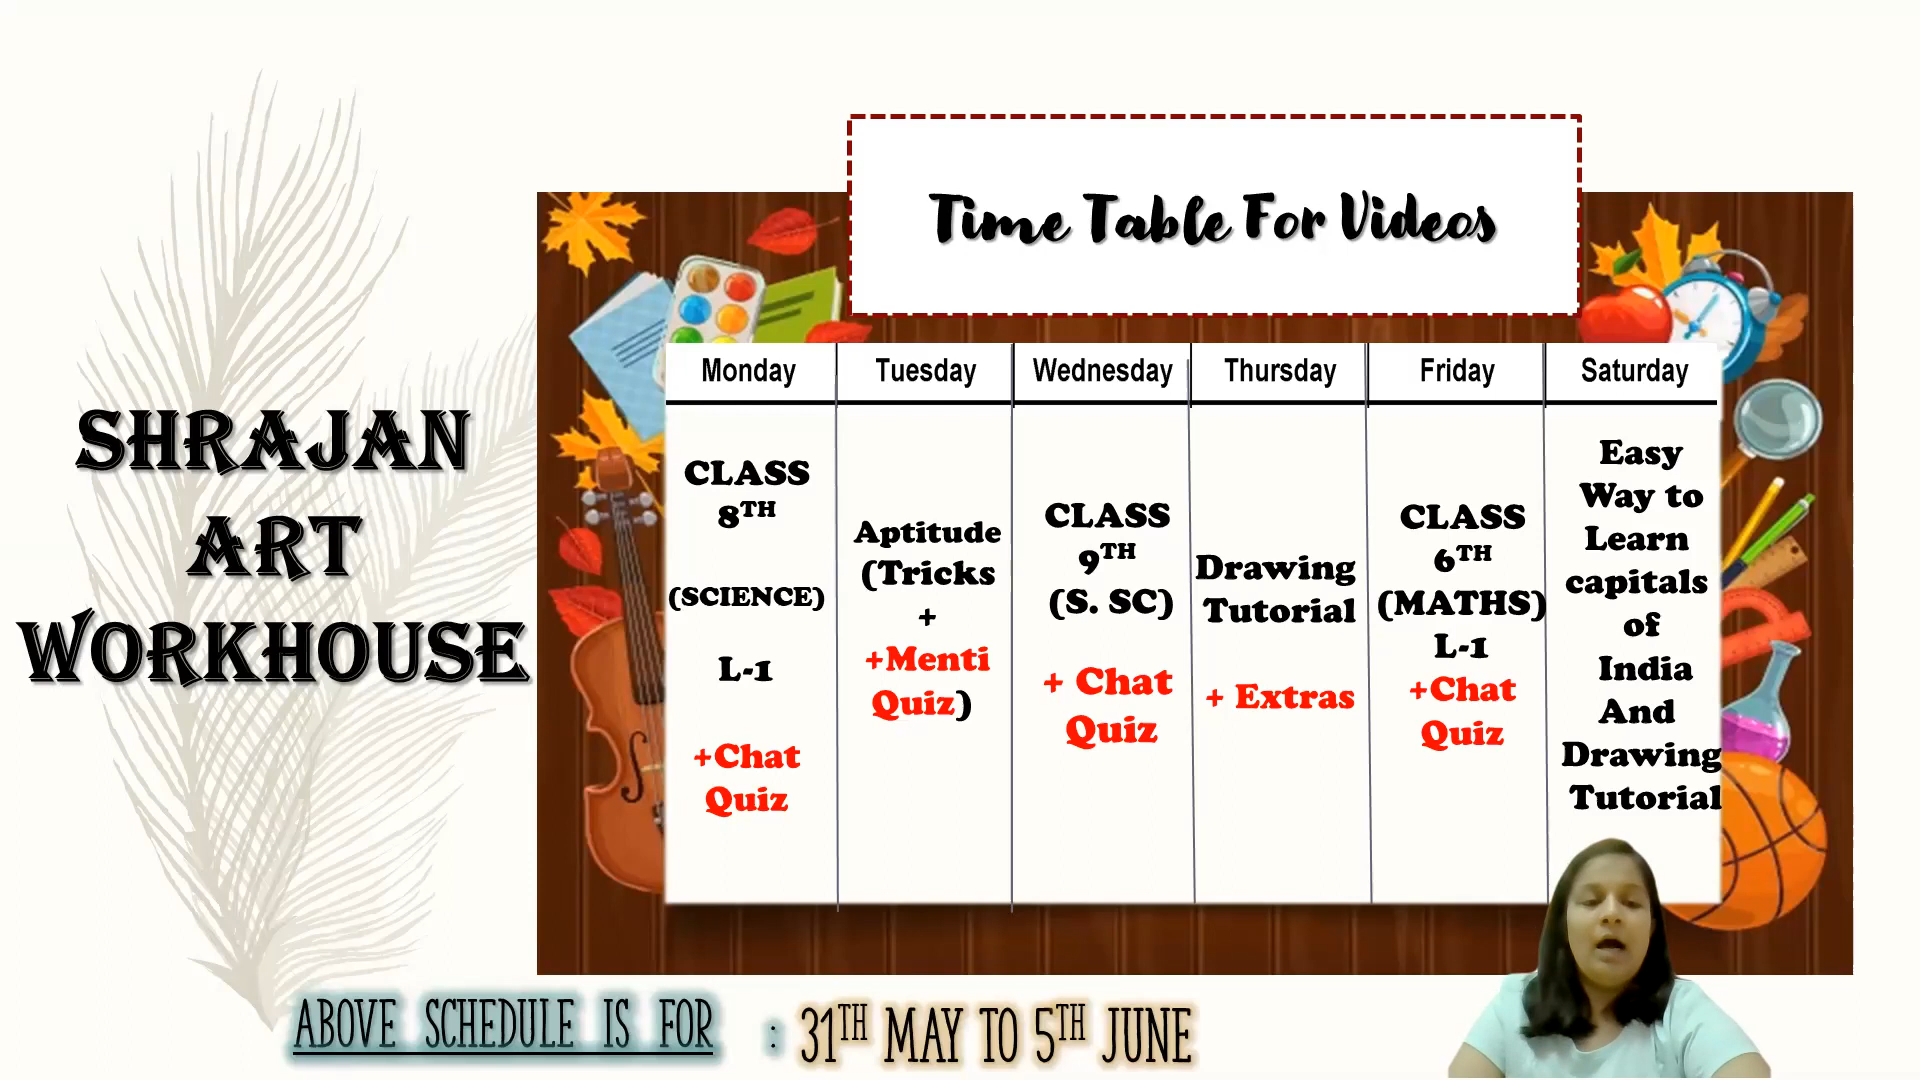 SHRAJAN
ART
WORKHOUSE
Time Table For Videos
Monday
CLASS
8TH
(SCIENCE)
L-1
+Chat
Quiz
Tuesday
Aptitude
(Tricks
+
+Menti
Quiz)
Wednesday
CLASS
9TH
(S. SC)
+ Chat
Quiz
Thursday
Drawing
Tutorial
+ Extras
Friday
CLASS
6TH
(MATHS)
L-1
+Chat
Quiz
Saturday
Easy
Way to
Learn
capitals
of
India
And
Drawing
Tutorial
ABOVE SCHEDULE IS FOR : 31TH MAY TO 5TH JUNE